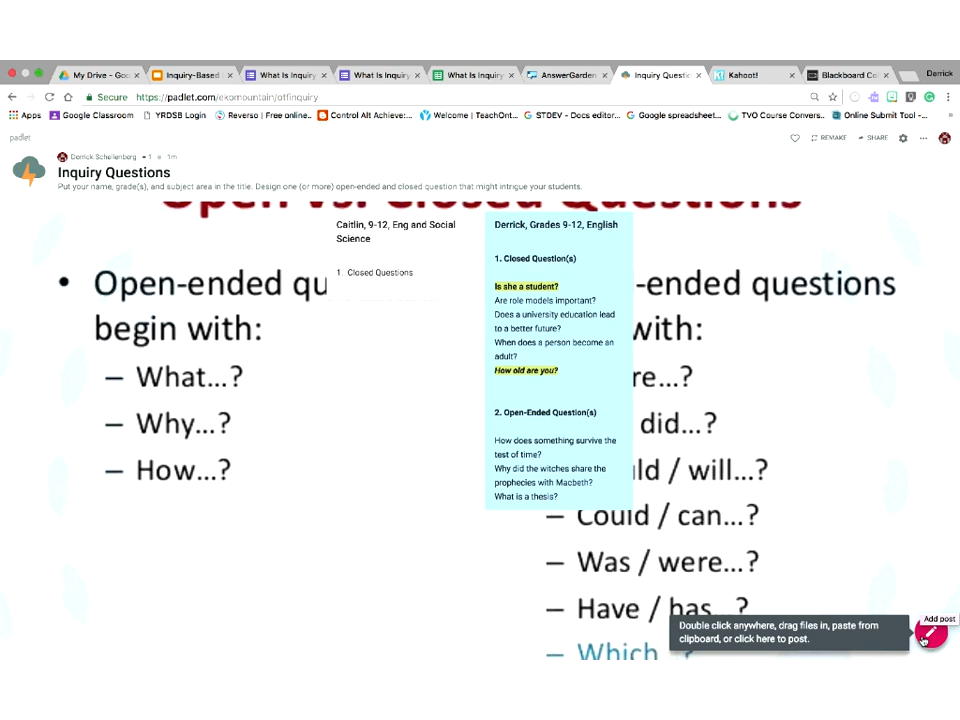 My Drive - Goo
Inquiry-Based
What Is Inquiry
What Is Inquiry
What Is Inquiry
AnswerGarden
Inquiry Questio
Kahoot!
Blackboard Co
Derrick
Secure https://padlet.com/ekomountain/otfinquiry
Apps
Google Classroom
YRDSB Login
Reverso | Free online..
Control Alt Achieve:...
Welcome | TeachOnt...
STDEV - Docs editor...
Google spreadsheet...
TVO Course Convers..
Online Submit Tool -...
»
padlet
REMAKE
SHARE
Derrick Schellenberg 1 1m
Inquiry Questions
Put your name, grade(s), and subject area in the title. Design one (or more) open-ended and closed question that might intrigue your students.
Open vs. Closed Questions
• Open-ended qu
begin with:
– What...?
– Why...?
– How...?
Caitlin, 9-12, Eng and Social
Science
1. Closed Questions
Derrick, Grades 9-12, English
1. Closed Question(s)
Is she a student?
Are role models important?
Does a university education lead
to a better future?
When does a person become an
adult?
How old are you?
2. Open-Ended Question(s)
How does something survive the
test of time?
Why did the witches share the
prophecies with Macbeth?
What is a thesis?
-ended questions
with:
re...?
did...?
ld / will...?
– Could / can...?
– Was / were...?
– Have / has...?
– Which...?
Double click anywhere, drag files in, paste from
clipboard, or click here to post.
Add post